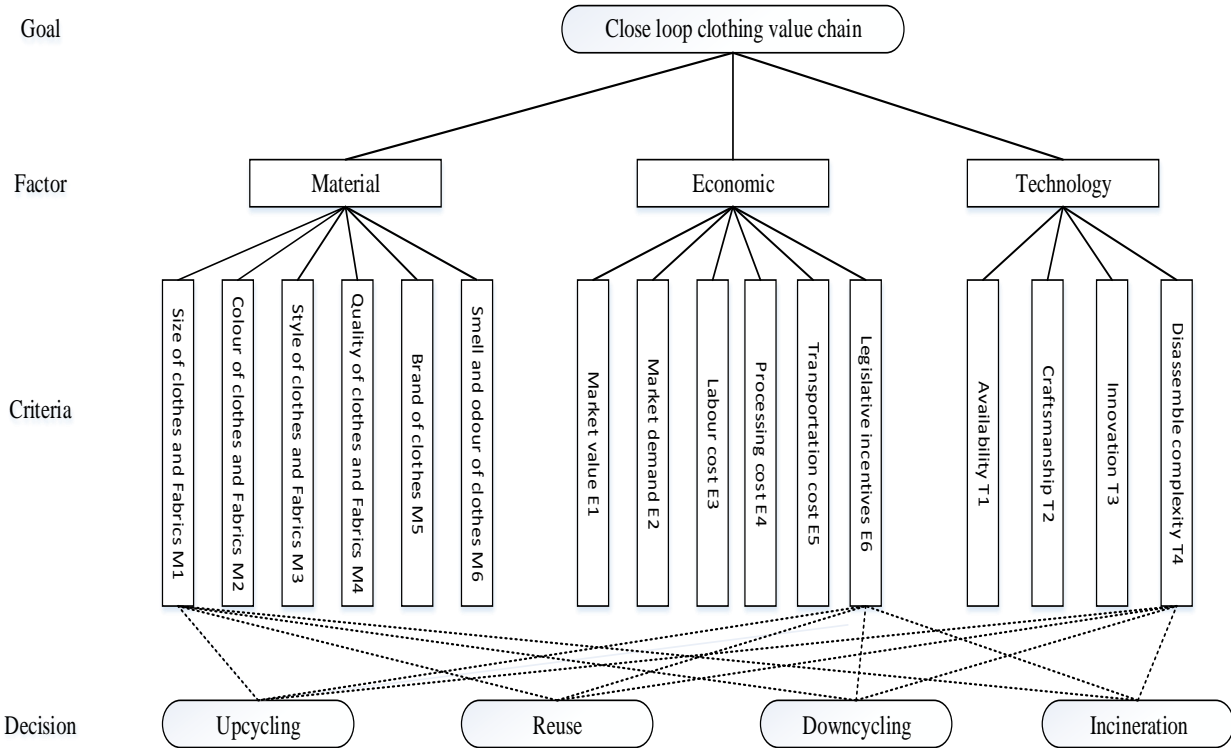 Goal
Close loop clothing value chain
Factor
Material
Economic
Technology
Criteria
Size of clothes and Fabrics M1
Colour of clothes and Fabrics M2
Style of clothes and Fabrics M3
Quality of clothes and Fabrics M4
Brand of clothes M5
Smell and odour of clothes M6
Market value E1
Market demand E2
Labour cost E3
Processing cost E4
Transportation cost E5
Legislative incentives E6
Availability T1
Craftsmanship T2
Innovation T3
Disassemble complexity T4
Decision
Upcycling
Reuse
Downcycling
Incineration